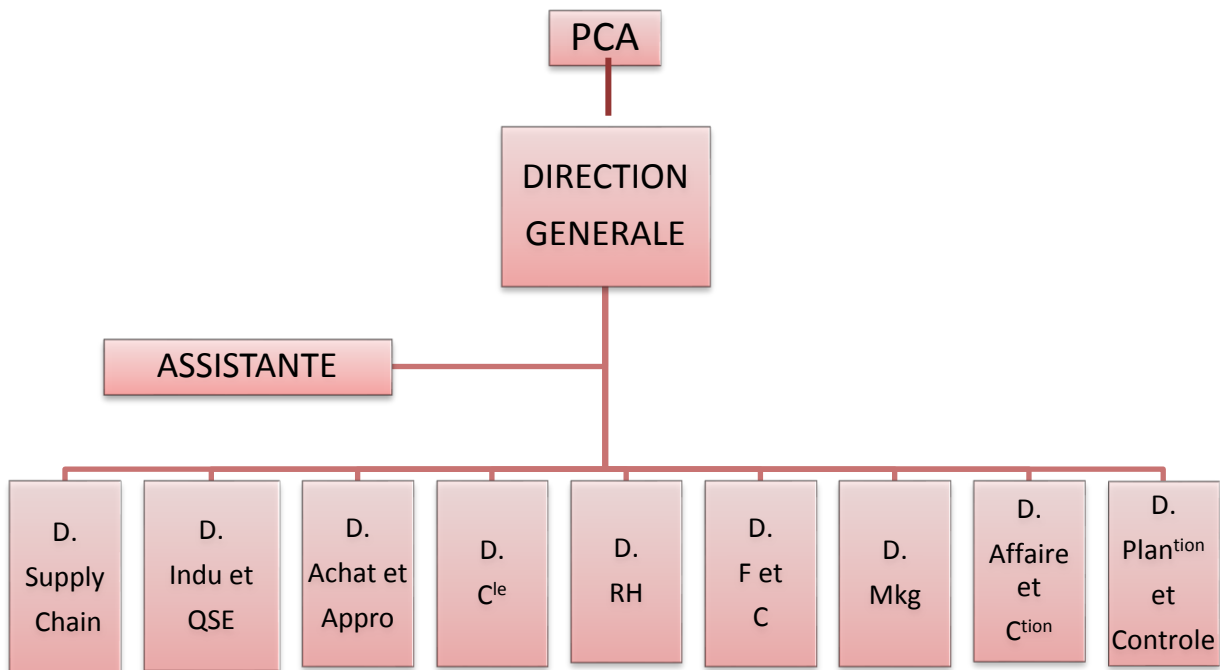 PCA
DIRECTION
GENERALE
ASSISTANTE
D.
Supply
Chain
D.
Indu et
QSE
D.
Achat et
Appro
D.
Cle
D.
RH
D.
F et
C
D.
Mkg
D.
Affaire
et
Ction
D.
Plantion
et
Controle